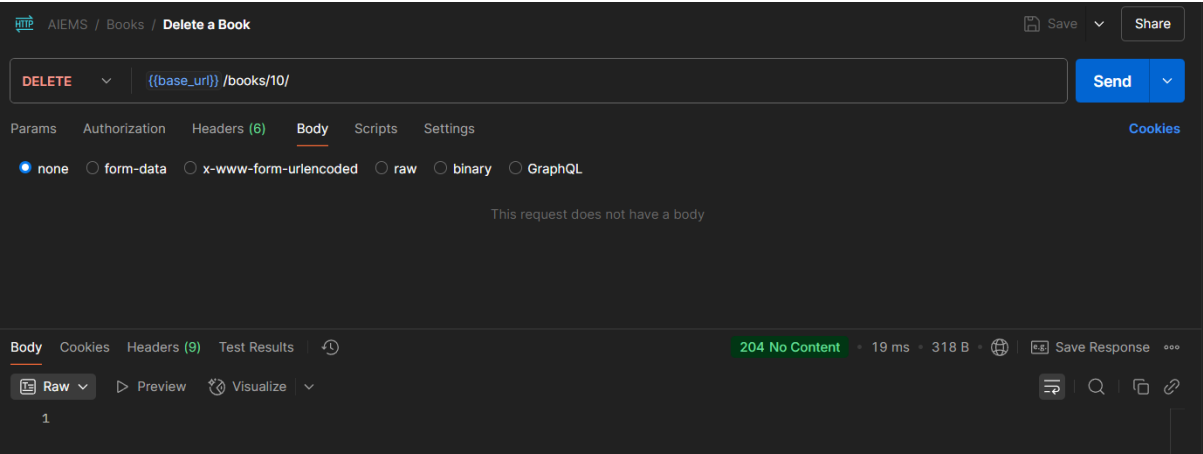 HTTP AIEMS / Books / Delete a Book Save Share
DELETE {{base_url}} /books/10/ Send
Params Authorization Headers (6) Body Scripts Settings Cookies
none form-data x-www-form-urlencoded raw binary GraphQL
This request does not have a body
Body Cookies Headers (9) Test Results 204 No Content • 19 ms • 318 B • e.g. Save Response
Raw Preview Visualize
1